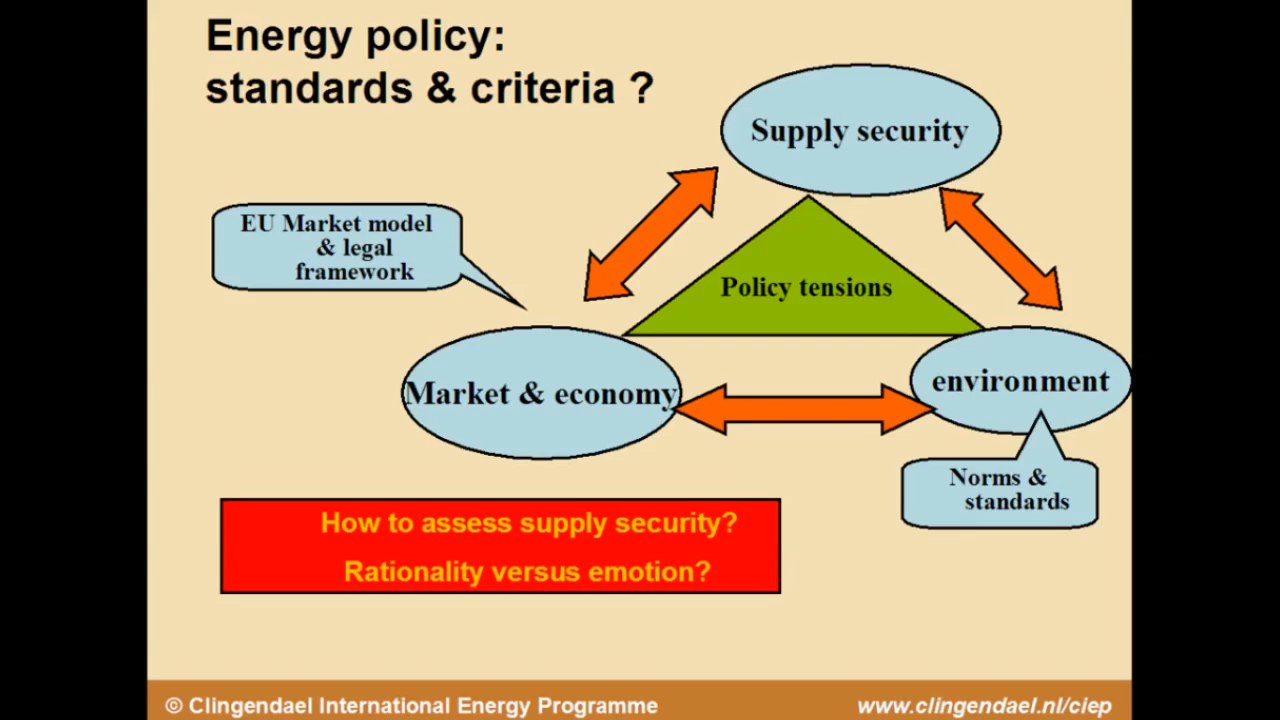 Energy policy:
standards & criteria ?
Supply security
EU Market model
& legal
framework
Policy tensions
Market & economy
environment
Norms &
standards
How to assess supply security?
Rationality versus emotion?
© Clingendael International Energy Programme
www.clingendael.nl/ciep